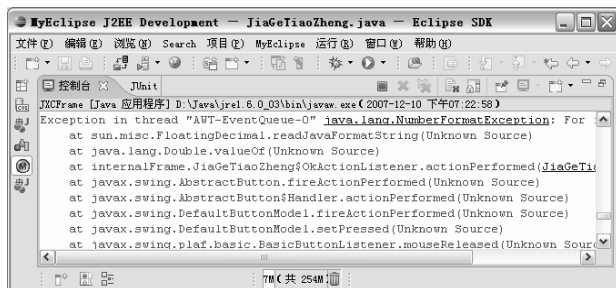 MyEclipse J2EE Development — JiaGeTiaoZheng.java — Eclipse SDK
文件(F) 编辑(E) 浏览(N) Search 项目(P) MyEclipse 运行(R) 窗口(W) 帮助(H)
控制台 JUnit
JXCFrame [Java 应用程序] D:\Java\jre1.6.0_03\bin\javaw.exe (2007-12-10 下午07:22:58)
Exception in thread "AWT-EventQueue-0" java.lang.NumberFormatException: For
at sun.misc.FloatingDecimal.readJavaFormatString(Unknown Source)
at java.lang.Double.valueOf(Unknown Source)
at internalFrame.JiaGeTiaoZheng$OkActionListener.actionPerformed(JiaGeTia
at javax.swing.AbstractButton.fireActionPerformed(Unknown Source)
at javax.swing.AbstractButton$Handler.actionPerformed(Unknown Source)
at javax.swing.DefaultButtonModel.fireActionPerformed(Unknown Source)
at javax.swing.DefaultButtonModel.setPressed(Unknown Source)
at javax.swing.plaf.basic.BasicButtonListener.mouseReleased(Unknown Sourc
7M(共 254M)